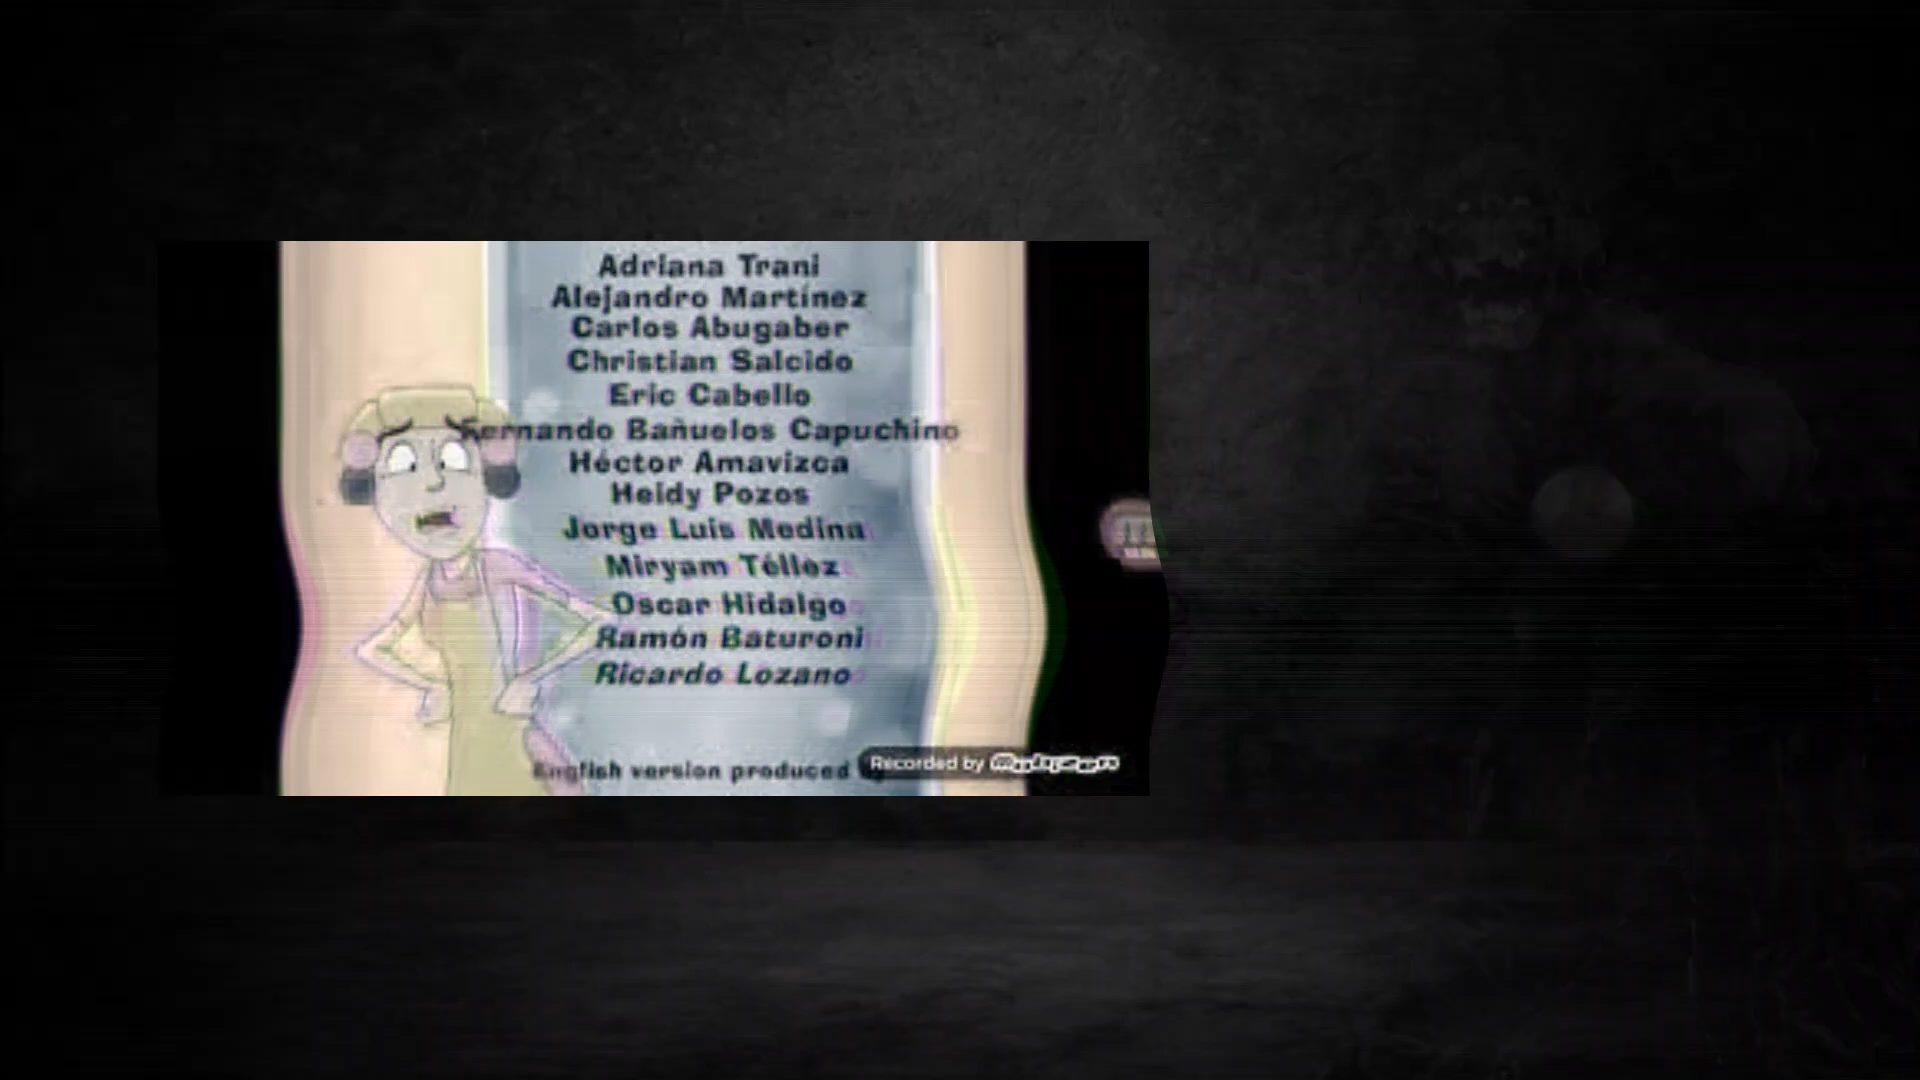 Adriana Trani
Alejandro Martínez
Carlos Abugaber
Christian Salcido
Eric Cabello
Fernando Bañuelos Capuchino
Héctor Amavizca
Heidy Pozos
Jorge Luis Medina
Miryam Téllez
Oscar Hidalgo
Ramón Baturoni
Ricardo Lozano
English version produced
Recorded by